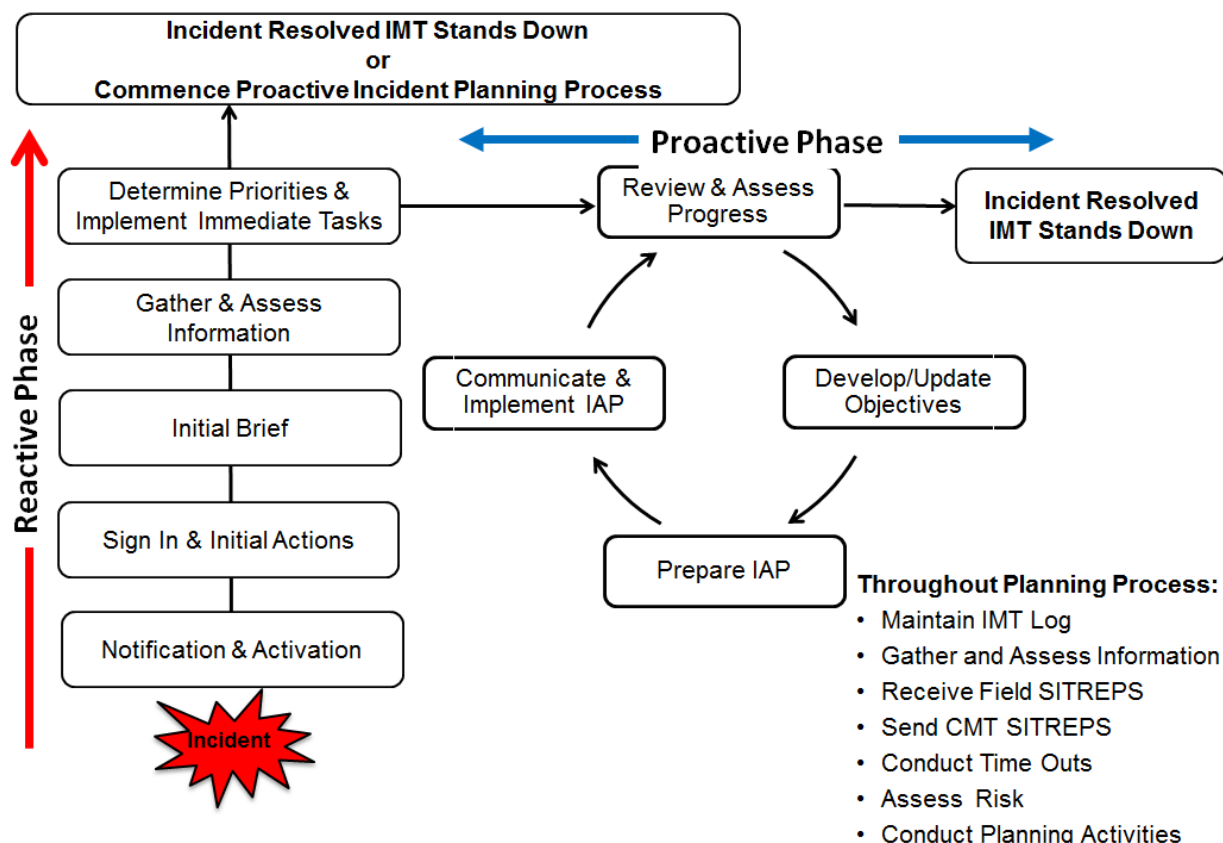 Incident Resolved IMT Stands Down
or
Commence Proactive Incident Planning Process
Reactive Phase
Proactive Phase
Determine Priorities &
Implement Immediate Tasks
Review & Assess
Progress
Incident Resolved
IMT Stands Down
Gather & Assess
Information
Communicate &
Implement IAP
Develop/Update
Objectives
Initial Brief
Sign In & Initial Actions
Prepare IAP
Notification & Activation
Incident
Throughout Planning Process:
• Maintain IMT Log
• Gather and Assess Information
• Receive Field SITREPS
• Send CMT SITREPS
• Conduct Time Outs
• Assess Risk
• Conduct Planning Activities